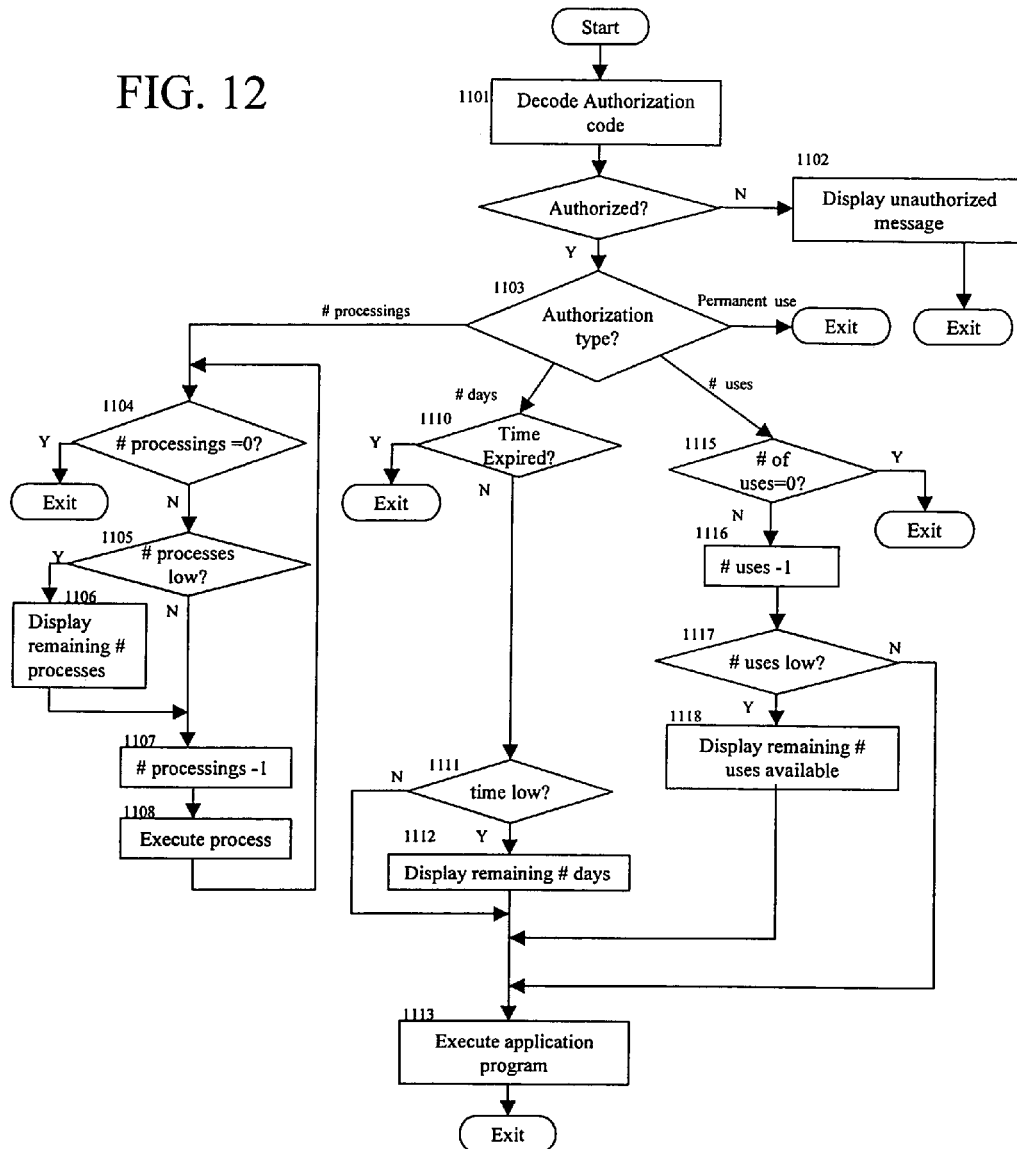 Start
FIG. 12
1101
Decode Authorization
code
1102
Authorized?
N
Display unauthorized
message
Y
1103
Authorization
type?
# processings
Permanent use
Exit
Exit
# days
# uses
1104
# processings =0?
Y
Exit
N
1110
Time
Expired?
Y
Exit
N
1115
# of
uses=0?
Y
Exit
N
1105
# processes
low?
Y
N
1106
Display
remaining #
processes
1116
# uses -1
1117
# uses low?
N
Y
1107
# processings -1
1118
Display remaining #
uses available
1108
Execute process
1111
time low?
N
Y
1112
Display remaining # days
1113
Execute application
program
Exit